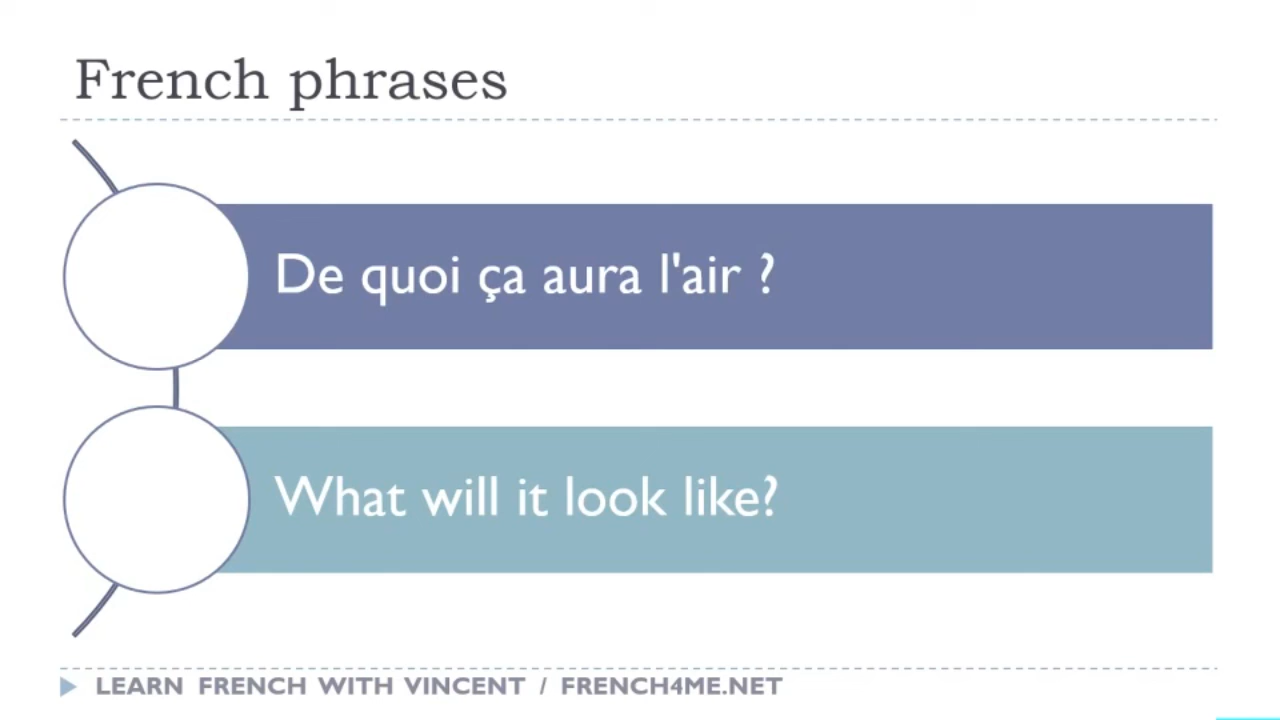 French phrases
De quoi ça aura l'air ?
What will it look like?
LEARN FRENCH WITH VINCENT / FRENCH4ME.NET